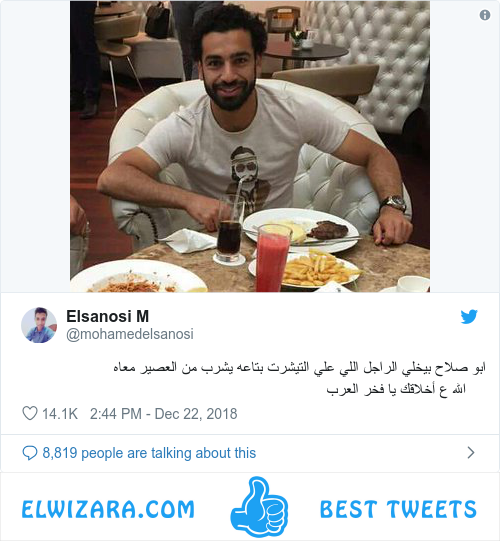 Elsanosi M
@mohamedelsanosi
ابو صلاح بيخلي الراجل اللي علي التيشرت بتاعه يشرب من العصير معاه
الله ع أخلاقك يا فخر العرب
14.1K 2:44 PM - Dec 22, 2018
8,819 people are talking about this
ELWIZARA.COM
BEST TWEETS